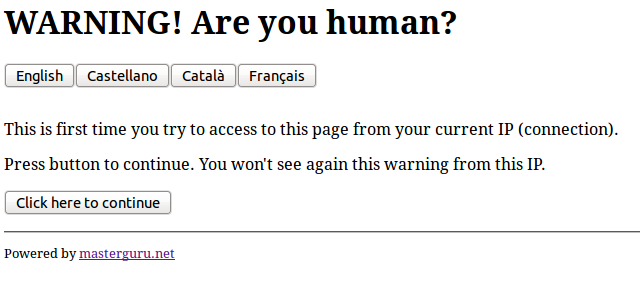 WARNING! Are you human?
English Castellano Català Français
This is first time you try to access to this page from your current IP (connection).
Press button to continue. You won't see again this warning from this IP.
Click here to continue
Powered by masterguru.net